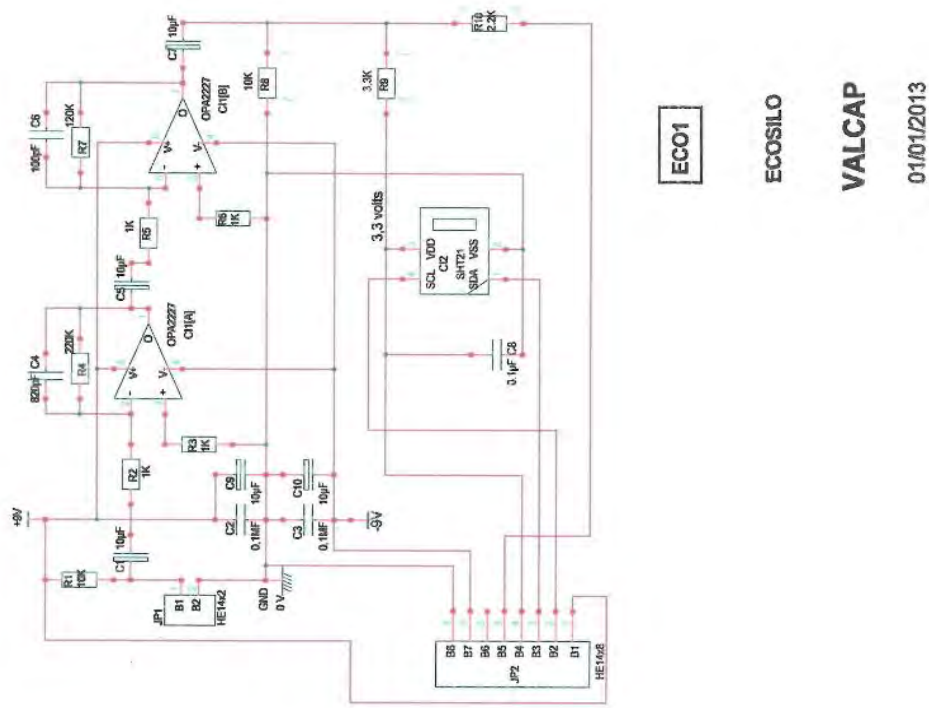 +9V
R1
10K
C1
10µF
JP1
B1
B2
HE14x2
GND
0 V
R2
1K
C4
820pF
R4
220K
V+
V-
O
OPA2227
CI1[A]
R3
1K
C2
0,1MF
C9
10µF
C3
0,1MF
C10
10µF
-9V
C5
10µF
R5
1K
C6
100pF
R7
120K
V+
V-
O
OPA2227
CI1[B]
R6
1K
C7
10µF
R8
10K
R9
3.3K
R10
2.2K
3,3 volts
SCL
VDD
CI2
SHT21
SDA
VSS
0.1µF
C8
B8
B7
B6
B5
B4
B3
B2
B1
JP2
HE14x8
ECO1
ECOSILO
VALCAP
01/01/2013